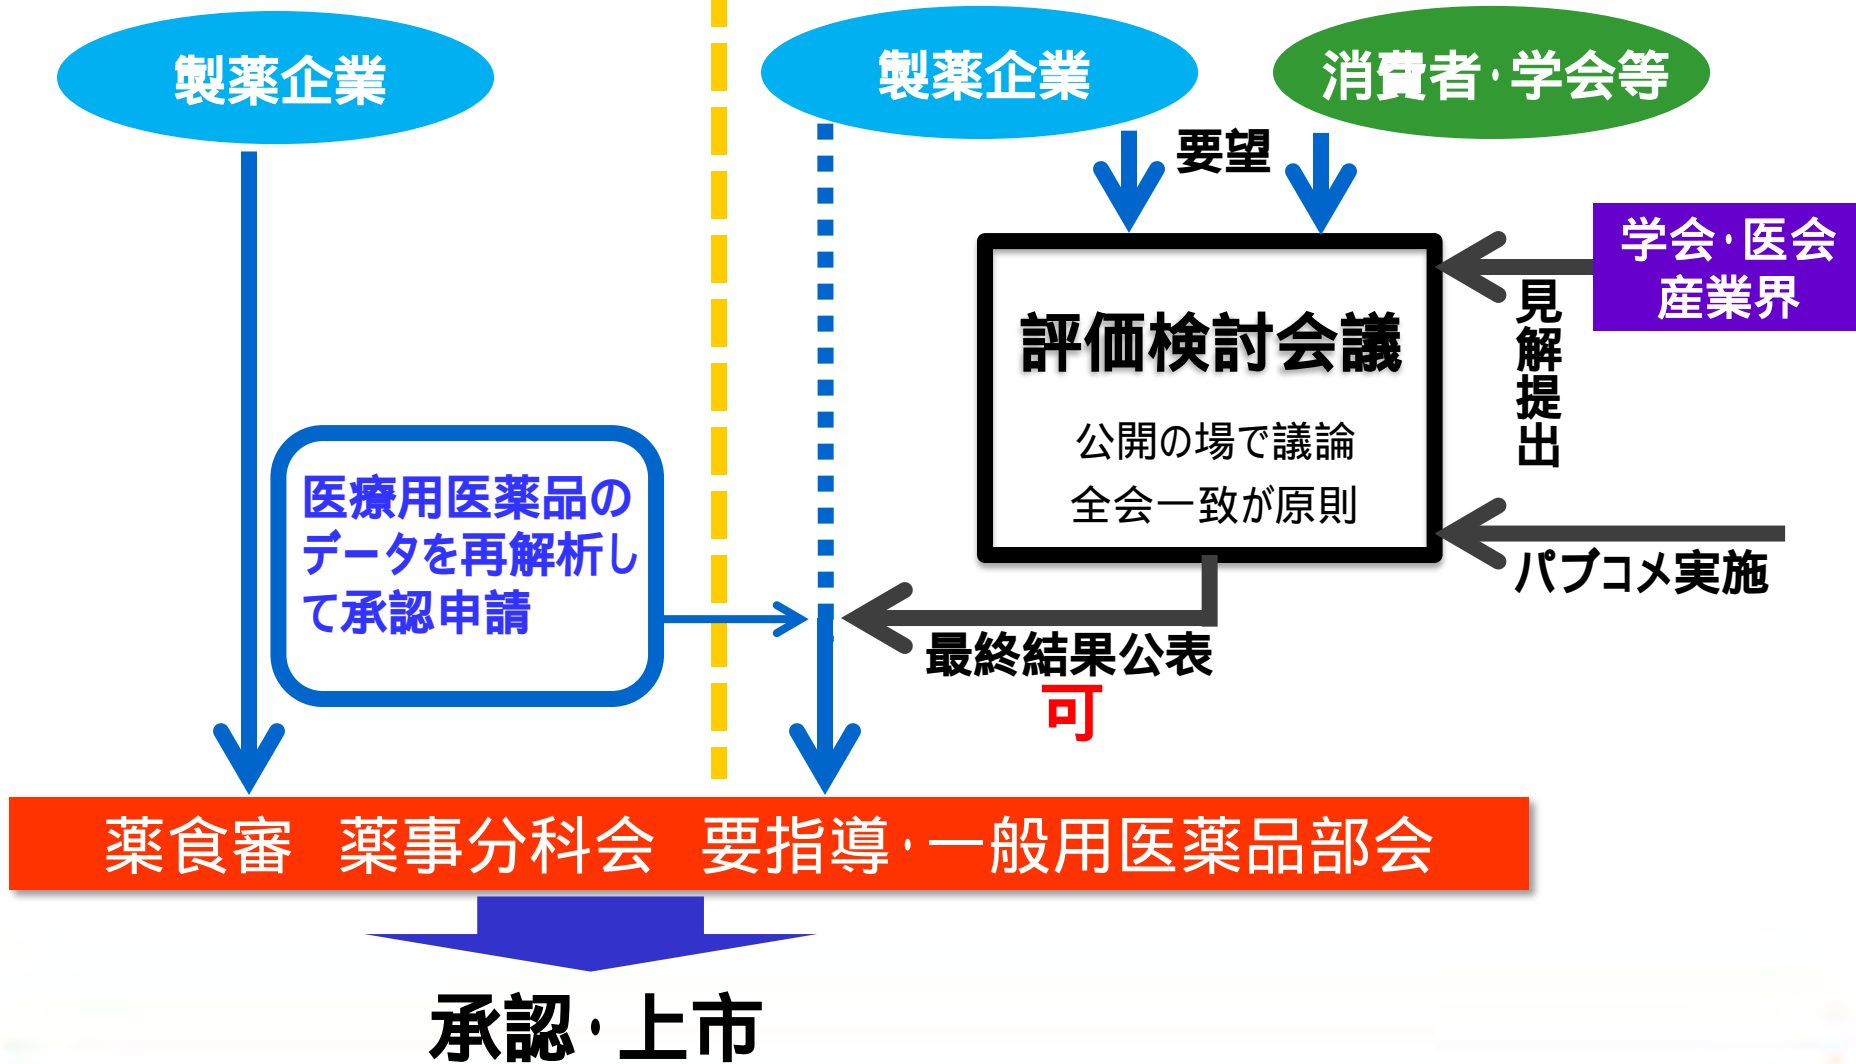 製薬企業
製薬企業
消費者・学会等
要望
学会・医会
産業界
見解提出
評価検討会議
公開の場で議論
全会一致が原則
医療用医薬品の
データを再解析し
て承認申請
パブコメ実施
最終結果公表
可
薬食審　薬事分科会　要指導・一般用医薬品部会
承認・上市